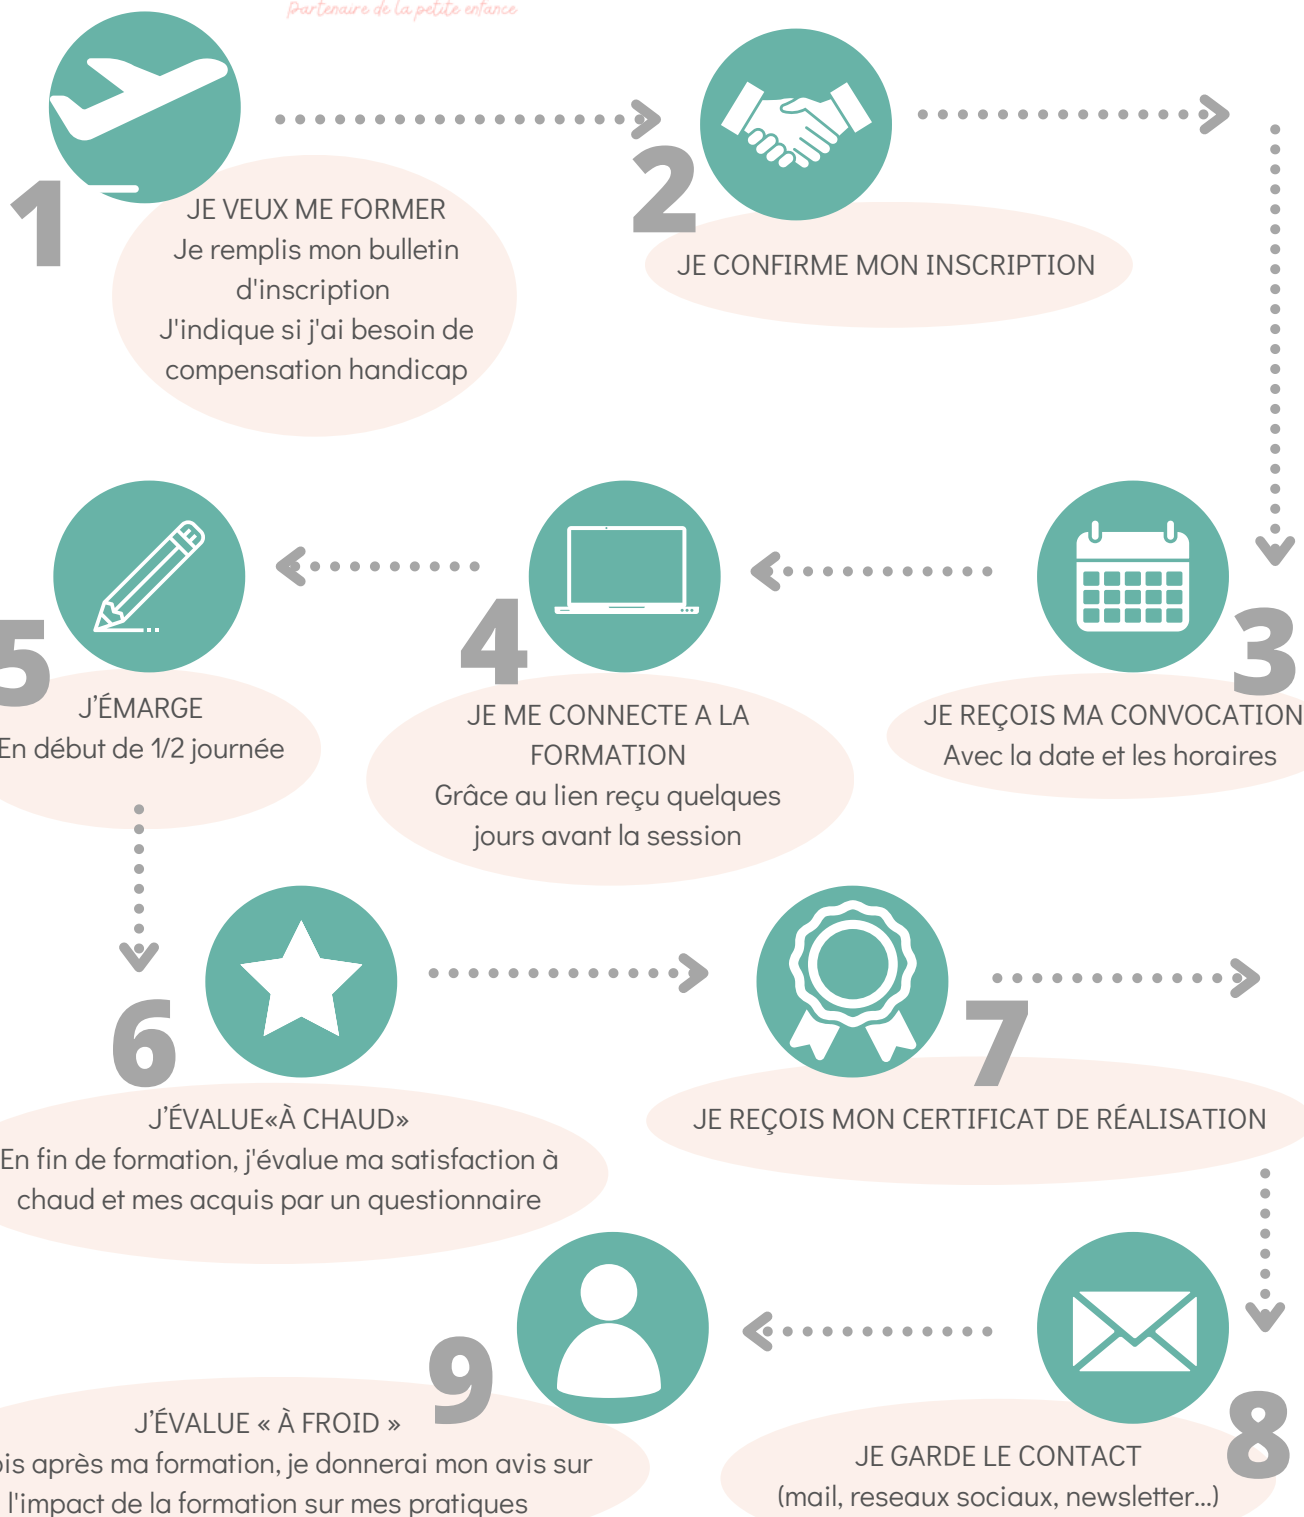 Partenaire de la petite enfance
1
JE VEUX ME FORMER
Je remplis mon bulletin
d'inscription
J'indique si j'ai besoin de
compensation handicap
2
JE CONFIRME MON INSCRIPTION
3
JE REÇOIS MA CONVOCATION
Avec la date et les horaires
4
JE ME CONNECTE A LA
FORMATION
Grâce au lien reçu quelques
jours avant la session
5
J’ÉMARGE
En début de 1/2 journée
6
J’ÉVALUE«À CHAUD»
En fin de formation, j'évalue ma satisfaction à
chaud et mes acquis par un questionnaire
7
JE REÇOIS MON CERTIFICAT DE RÉALISATION
8
JE GARDE LE CONTACT
(mail, reseaux sociaux, newsletter...)
9
J’ÉVALUE « À FROID »
après ma formation, je donnerai mon avis sur
l'impact de la formation sur mes pratiques